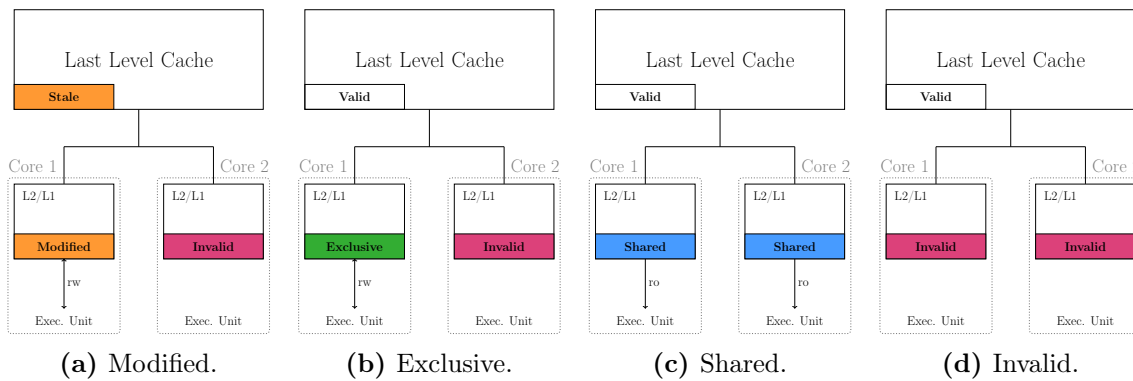 Last Level Cache
Stale
Core 1
Core 2
L2/L1
L2/L1
Modified
Invalid
rw
Exec. Unit
Exec. Unit
(a) Modified.
Last Level Cache
Valid
Core 1
Core 2
L2/L1
L2/L1
Exclusive
Invalid
rw
Exec. Unit
Exec. Unit
(b) Exclusive.
Last Level Cache
Valid
Core 1
Core 2
L2/L1
L2/L1
Shared
Shared
ro
ro
Exec. Unit
Exec. Unit
(c) Shared.
Last Level Cache
Valid
Core 1
Core
L2/L1
L2/L1
Invalid
Invalid
Exec. Unit
Exec. Unit
(d) Invalid.